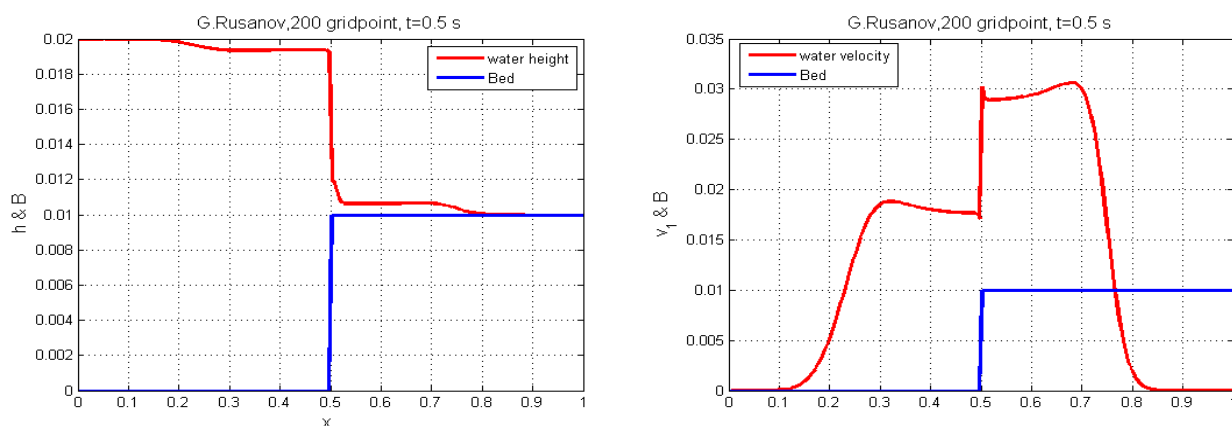 G.Rusanov,200 gridpoint, t=0.5 s
0.02
0.018
0.016
0.014
0.012
0.01
0.008
0.006
0.004
0.002
0
h & B
water height
Bed
0 0.1 0.2 0.3 0.4 0.5 0.6 0.7 0.8 0.9 1
x
G.Rusanov,200 gridpoint, t=0.5 s
0.035
0.03
0.025
0.02
0.015
0.01
0.005
0
v1 & B
water velocity
Bed
0 0.1 0.2 0.3 0.4 0.5 0.6 0.7 0.8 0.9 1